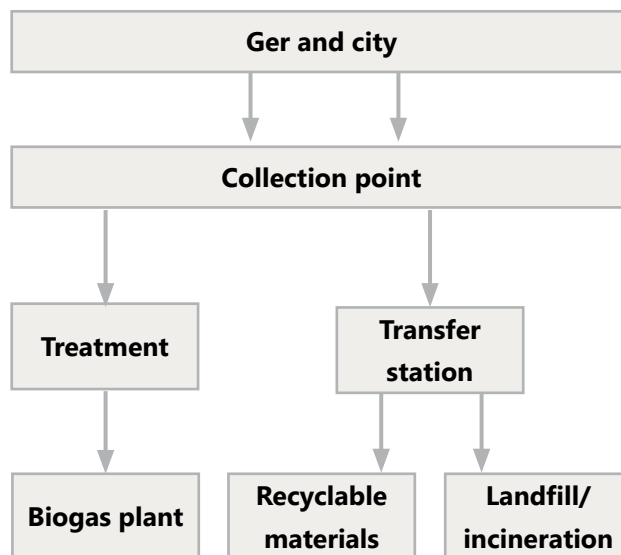 Ger and city
Collection point
Treatment
Transfer
station
Biogas plant
Recyclable
materials
Landfill/
incineration